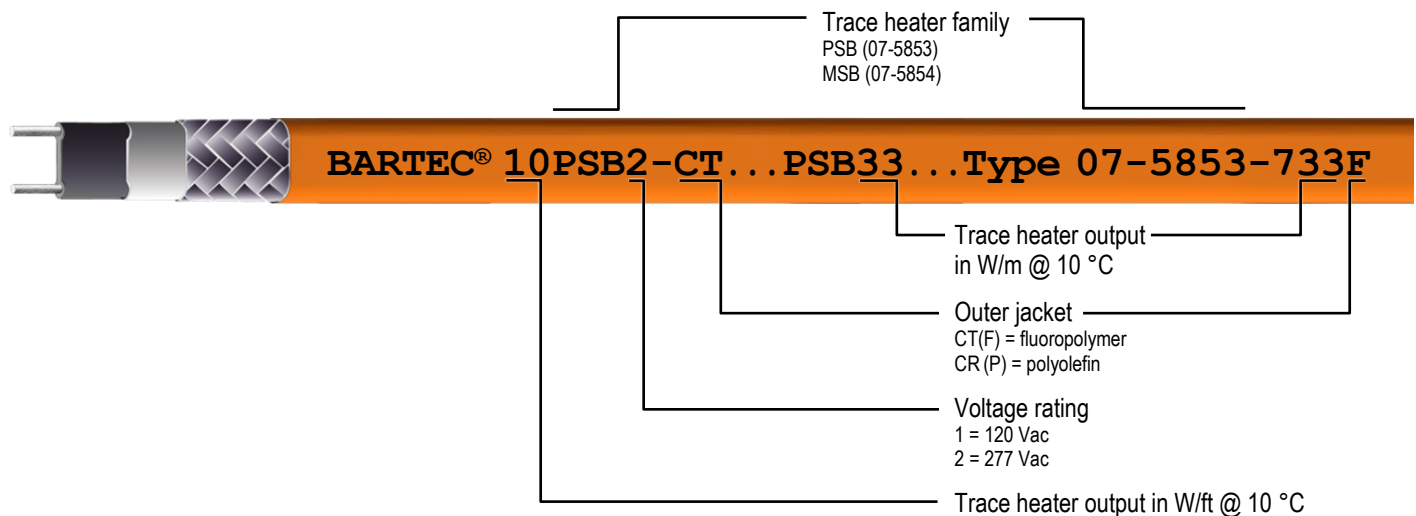 Trace heater family
PSB (07-5853)
MSB (07-5854)
BARTEC® 10PSB2-CT...PSB33...Type 07-5853-733F
Trace heater output
in W/m @ 10 °C
Outer jacket
CT(F) = fluoropolymer
CR (P) = polyolefin
Voltage rating
1 = 120 Vac
2 = 277 Vac
Trace heater output in W/ft @ 10 °C